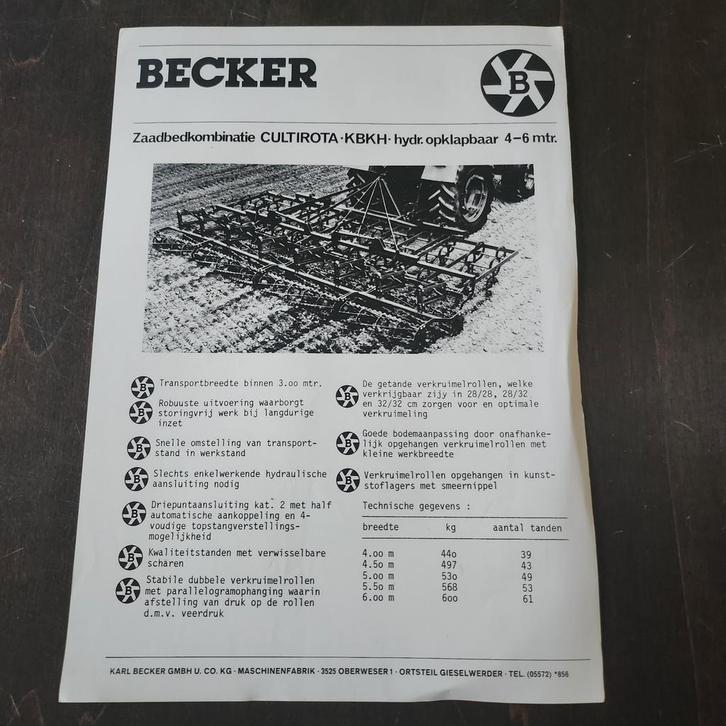 BECKER
B
Zaadbedkombinatie CULTIROTA·KBKH· hydr. opklapbaar 4–6 mtr.
B Transportbreedte binnen 3.oo mtr.
B Robuuste uitvoering waarborgt
storingvrij werk bij langdurige
inzet
B Snelle omstelling van transport-
stand in werkstand
B Slechts enkelwerkende hydraulische
aansluiting nodig
B Driepuntaansluiting kat. 2 met half
automatische aankoppeling en 4-
voudige topstangverstellings-
mogelijkheid
B Kwaliteitstanden met verwisselbare
scharen
B Stabile dubbele verkruimelrollen
met parallelogramophanging waarin
afstelling van druk op de rollen
d.m.v. veerdruk
B De getande verkruimelrollen, welke
verkrijgbaar zijy in 28/28, 28/32
en 32/32 cm zorgen voor en optimale
verkruimeling
B Goede bodemaanpassing door onafhanke-
lijk opgehangen verkruimelrollen met
kleine werkbreedte
B Verkruimelrollen opgehangen in kunst-
stoflagers met smeernippel
Technische gegevens :
breedte kg aantal tanden
4.oo m 44o 39
4.5o m 497 43
5.oo m 53o 49
5.5o m 568 53
6.oo m 6oo 61
KARL BECKER GMBH U. CO. KG · MASCHINENFABRIK · 3525 OBERWESER 1 · ORTSTEIL GIESELWERDER · TEL. (05572) *856